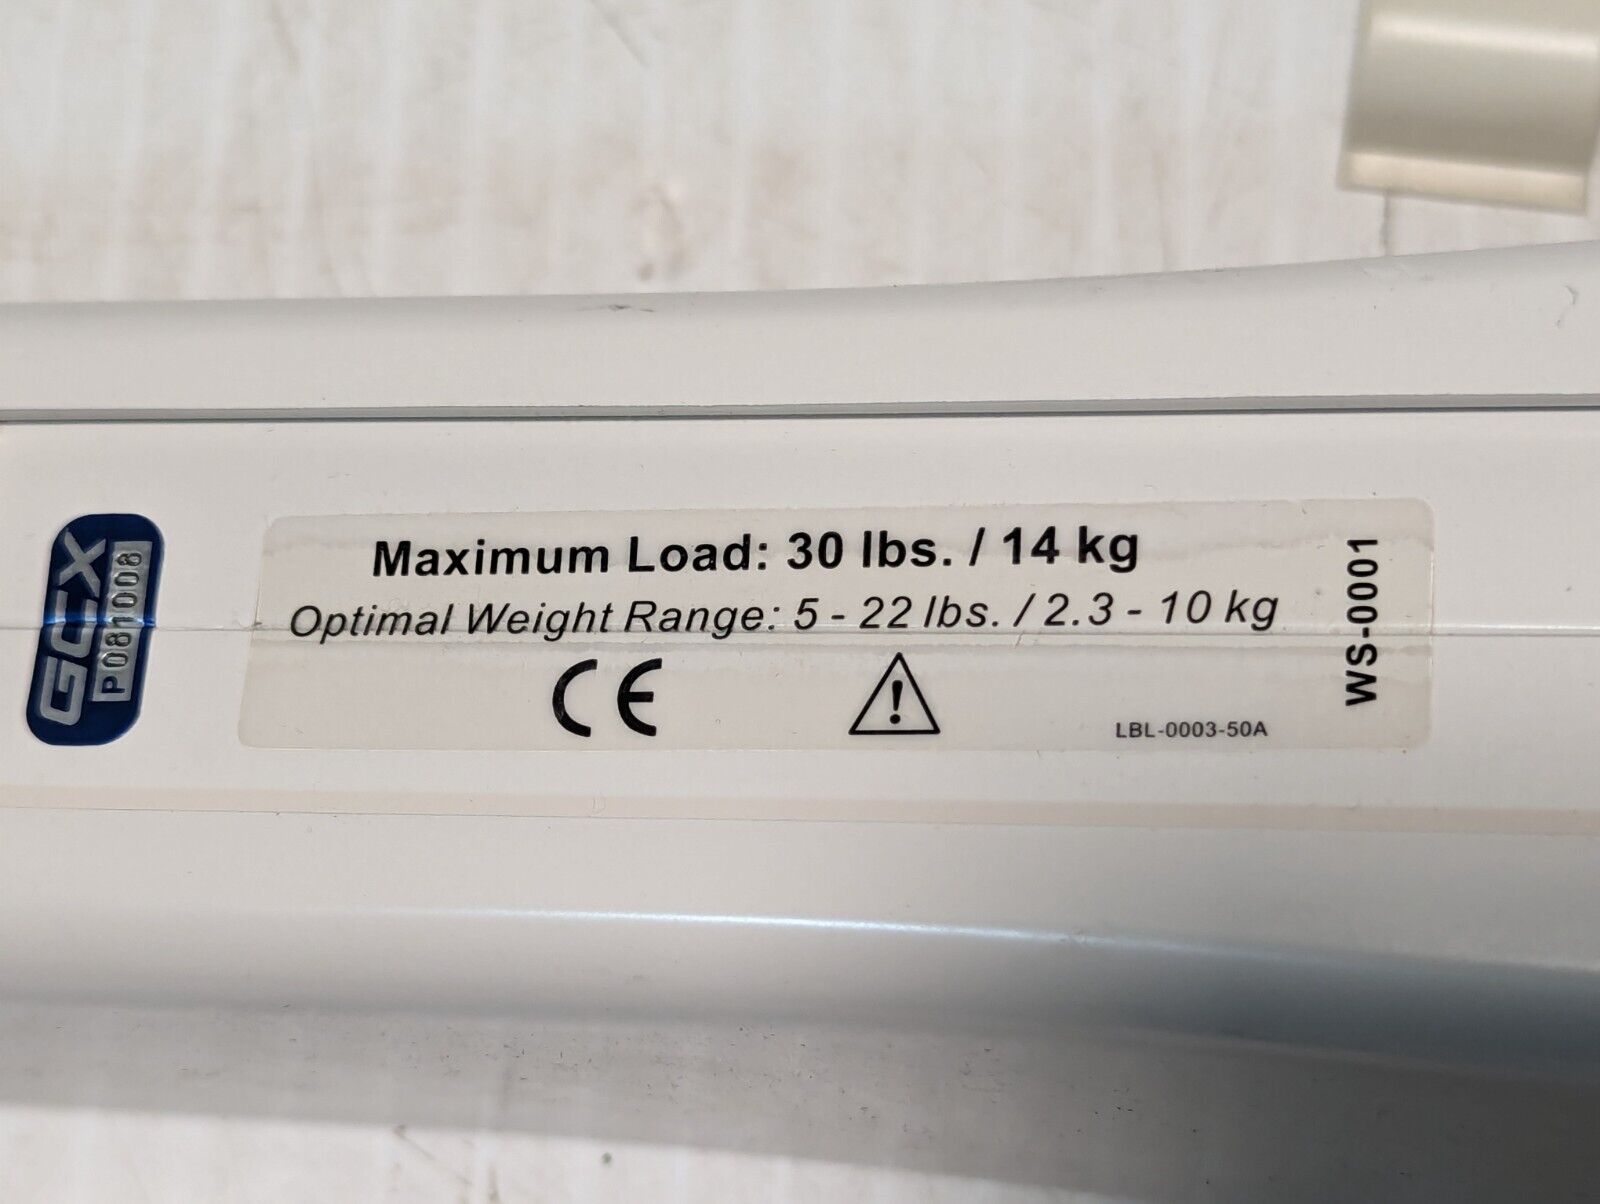 GCX
P081008
Maximum Load: 30 lbs. / 14 kg
Optimal Weight Range: 5 - 22 lbs. / 2.3 - 10 kg
CE
LBL-0003-50A
WS-0001